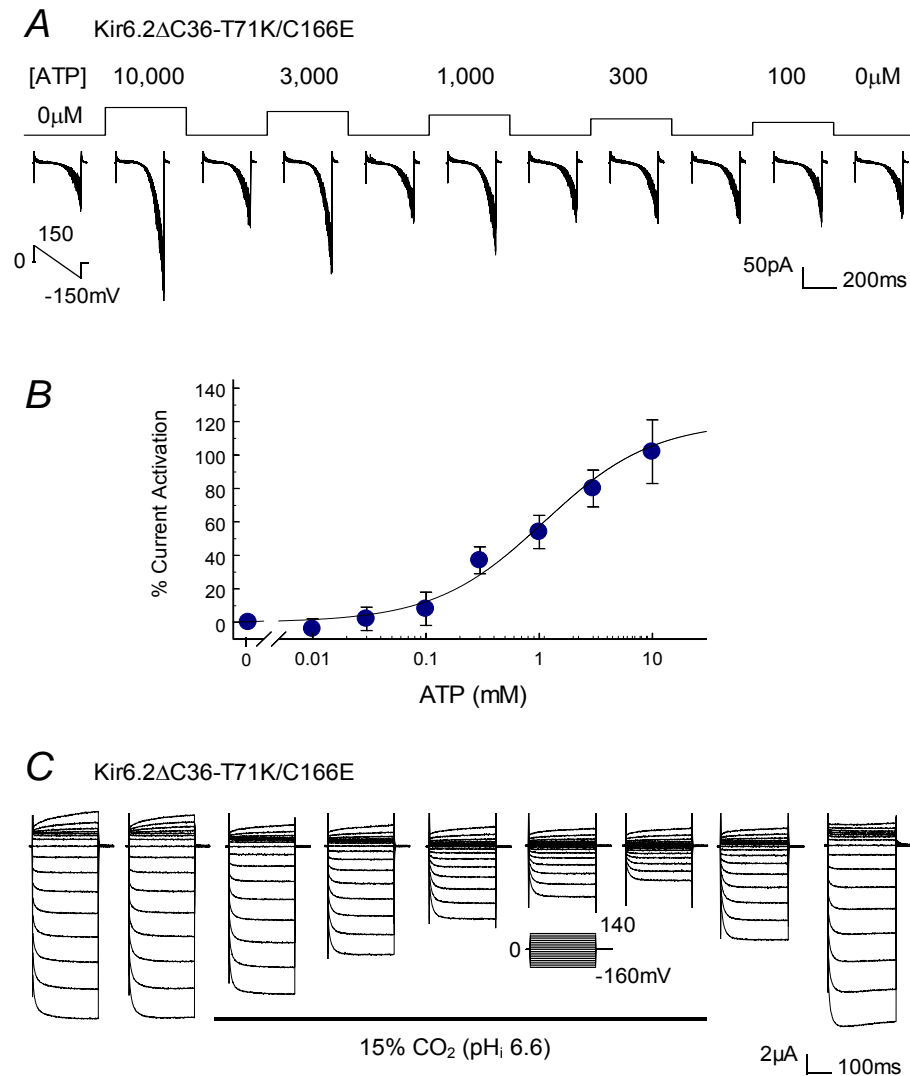 A Kir6.2ΔC36-T71K/C166E
[ATP] 10,000 3,000 1,000 300 100 0μM
0μM
150
0
-150mV
50pA
200ms
B
140
120
100
80
60
40
20
0
% Current Activation
0 0.01 0.1 1 10
ATP (mM)
C Kir6.2ΔC36-T71K/C166E
140
0
-160mV
15% CO₂ (pHᵢ 6.6)
2μA
100ms